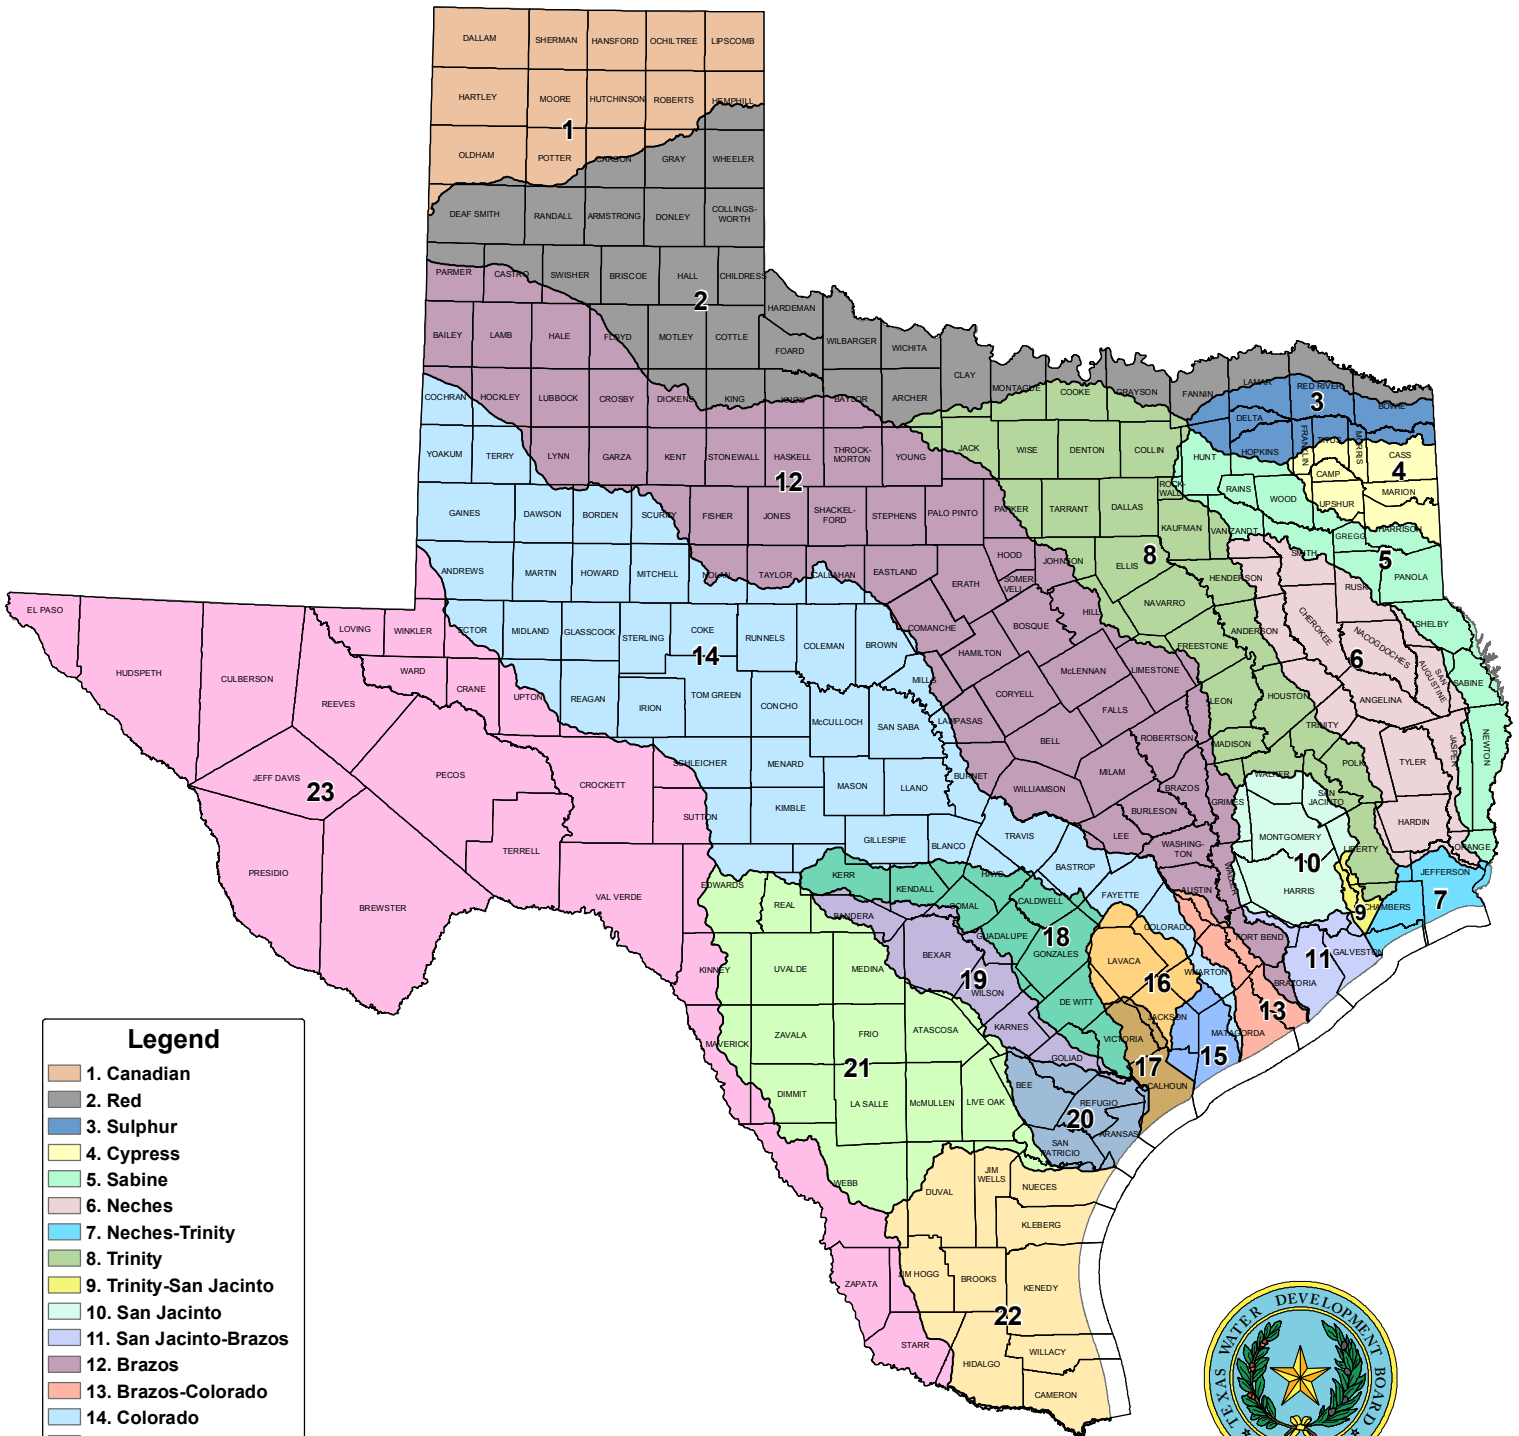 DALLAM
SHERMAN
HANSFORD
OCHILTREE
LIPSCOMB
HARTLEY
MOORE
HUTCHINSON
ROBERTS
HEMPHILL
1
OLDHAM
POTTER
CARSON
GRAY
WHEELER
DEAF SMITH
RANDALL
ARMSTRONG
DONLEY
COLLINGS-
WORTH
PARMER
CASTRO
SWISHER
BRISCOE
HALL
CHILDRESS
2
HARDEMAN
BAILEY
LAMB
HALE
FLOYD
MOTLEY
COTTLE
FOARD
WILBARGER
WICHITA
CLAY
MONTAGUE
COOKE
GRAYSON
FANNIN
LAMAR
RED RIVER
3
BOWIE
COCHRAN
HOCKLEY
LUBBOCK
CROSBY
DICKENS
KING
KNOX
BAYLOR
ARCHER
DELTA
FRANKLIN
TITUS
MORRIS
HOPKINS
YOAKUM
TERRY
LYNN
GARZA
KENT
STONEWALL
HASKELL
THROCK-
MORTON
YOUNG
JACK
WISE
DENTON
COLLIN
HUNT
CASS
4
CAMP
MARION
12
RAINS
WOOD
UPSHUR
ROCK-
WALL
GAINES
DAWSON
BORDEN
SCURRY
FISHER
JONES
SHACKEL-
FORD
STEPHENS
PALO PINTO
PARKER
TARRANT
DALLAS
KAUFMAN
VAN ZANDT
HARRISON
GREGG
SMITH
5
8
ANDREWS
MARTIN
HOWARD
MITCHELL
NOLAN
TAYLOR
CALLAHAN
EASTLAND
ERATH
HOOD
SOMER
VELL
JOHNSON
ELLIS
HENDERSON
RUSK
PANOLA
EL PASO
HUDSPETH
CULBERSON
LOVING
WINKLER
ECTOR
MIDLAND
GLASSCOCK
STERLING
COKE
RUNNELS
COLEMAN
BROWN
COMANCHE
HAMILTON
BOSQUE
HILL
NAVARRO
FREESTONE
ANDERSON
CHEROKEE
NACOGDOCHES
SHELBY
14
6
REEVES
WARD
CRANE
UPTON
REAGAN
IRION
TOM GREEN
CONCHO
McCULLOCH
SAN SABA
MILLS
LAMPASAS
CORYELL
McLENNAN
LIMESTONE
FALLS
LEON
HOUSTON
ANGELINA
SAN
AUGUSTINE
SABINE
TRINITY
JASPER
NEWTON
JEFF DAVIS
23
PECOS
CROCKETT
SCHLEICHER
MENARD
MASON
LLANO
BURNET
BELL
MILAM
ROBERTSON
MADISON
WALKER
POLK
TYLER
SAN
JACINTO
KIMBLE
WILLIAMSON
BURLESON
BRAZOS
GRIMES
MONTGOMERY
HARDIN
SUTTON
TERRELL
PRESIDIO
BREWSTER
VAL VERDE
GILLESPIE
BLANCO
TRAVIS
LEE
WASHING-
TON
LIBERTY
ORANGE
10
EDWARDS
REAL
KERR
KENDALL
HAYS
BASTROP
FAYETTE
AUSTIN
WALLER
HARRIS
CHAMBERS
JEFFERSON
7
9
BANDERA
COMAL
CALDWELL
GUADALUPE
18
GONZALES
COLORADO
LAVACA
FORT BEND
11
GALVESTON
KINNEY
UVALDE
MEDINA
BEXAR
19
WILSON
DE WITT
16
WHARTON
BRAZORIA
13
MAVERICK
ZAVALA
FRIO
ATASCOSA
KARNES
VICTORIA
JACKSON
MATAGORDA
15
GOLIAD
17
CALHOUN
21
DIMMIT
LA SALLE
McMULLEN
LIVE OAK
BEE
REFUGIO
20
ARANSAS
SAN
PATRICIO
WEBB
DUVAL
JIM
WELLS
NUECES
KLEBERG
ZAPATA
JIM HOGG
BROOKS
KENEDY
22
STARR
HIDALGO
WILLACY
CAMERON
Legend
1. Canadian
2. Red
3. Sulphur
4. Cypress
5. Sabine
6. Neches
7. Neches-Trinity
8. Trinity
9. Trinity-San Jacinto
10. San Jacinto
11. San Jacinto-Brazos
12. Brazos
13. Brazos-Colorado
14. Colorado
TEXAS WATER DEVELOPMENT BOARD